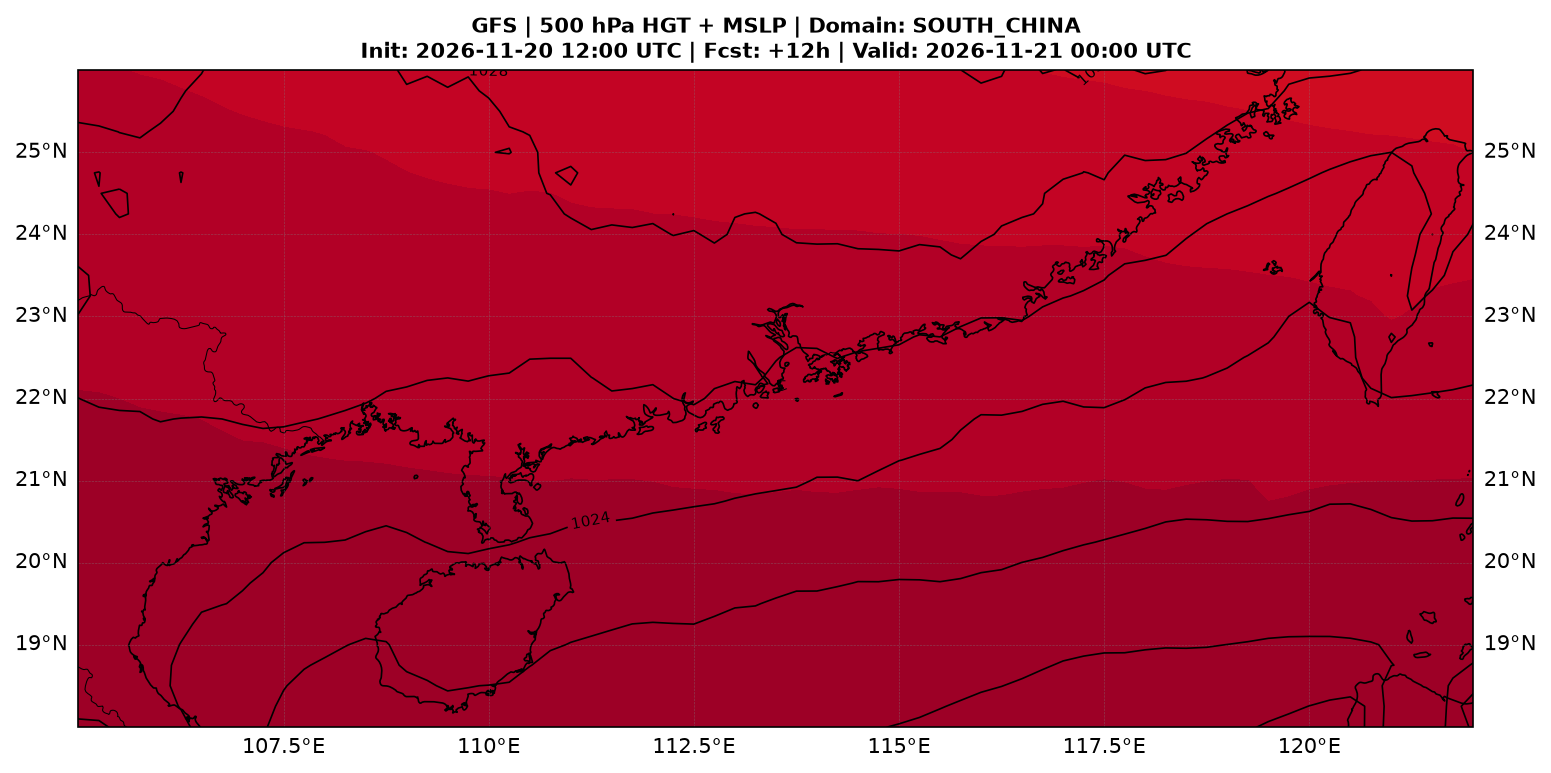 GFS | 500 hPa HGT + MSLP | Domain: SOUTH_CHINA
Init: 2026-11-20 12:00 UTC | Fcst: +12h | Valid: 2026-11-21 00:00 UTC
1028
25°N 25°N
24°N 24°N
23°N 23°N
22°N 22°N
21°N 21°N
1024
20°N 20°N
19°N 19°N
107.5°E 110°E 112.5°E 115°E 117.5°E 120°E